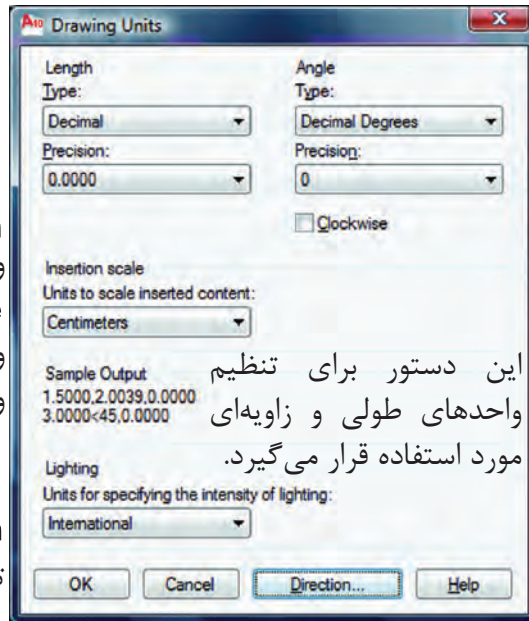 A10 Drawing Units
Length
Type:
Decimal
Precision:
0.0000
Angle
Type:
Decimal Degrees
Precision:
0
Clockwise
Insertion scale
Units to scale inserted content:
Centimeters
Sample Output
1.5000,2.0039,0.0000
3.0000<45,0.0000
این دستور برای تنظیم
واحدهای طولی و زاویه‌ای
مورد استفاده قرار می‌گیرد.
Lighting
Units for specifying the intensity of lighting:
International
OK Cancel Direction... Help